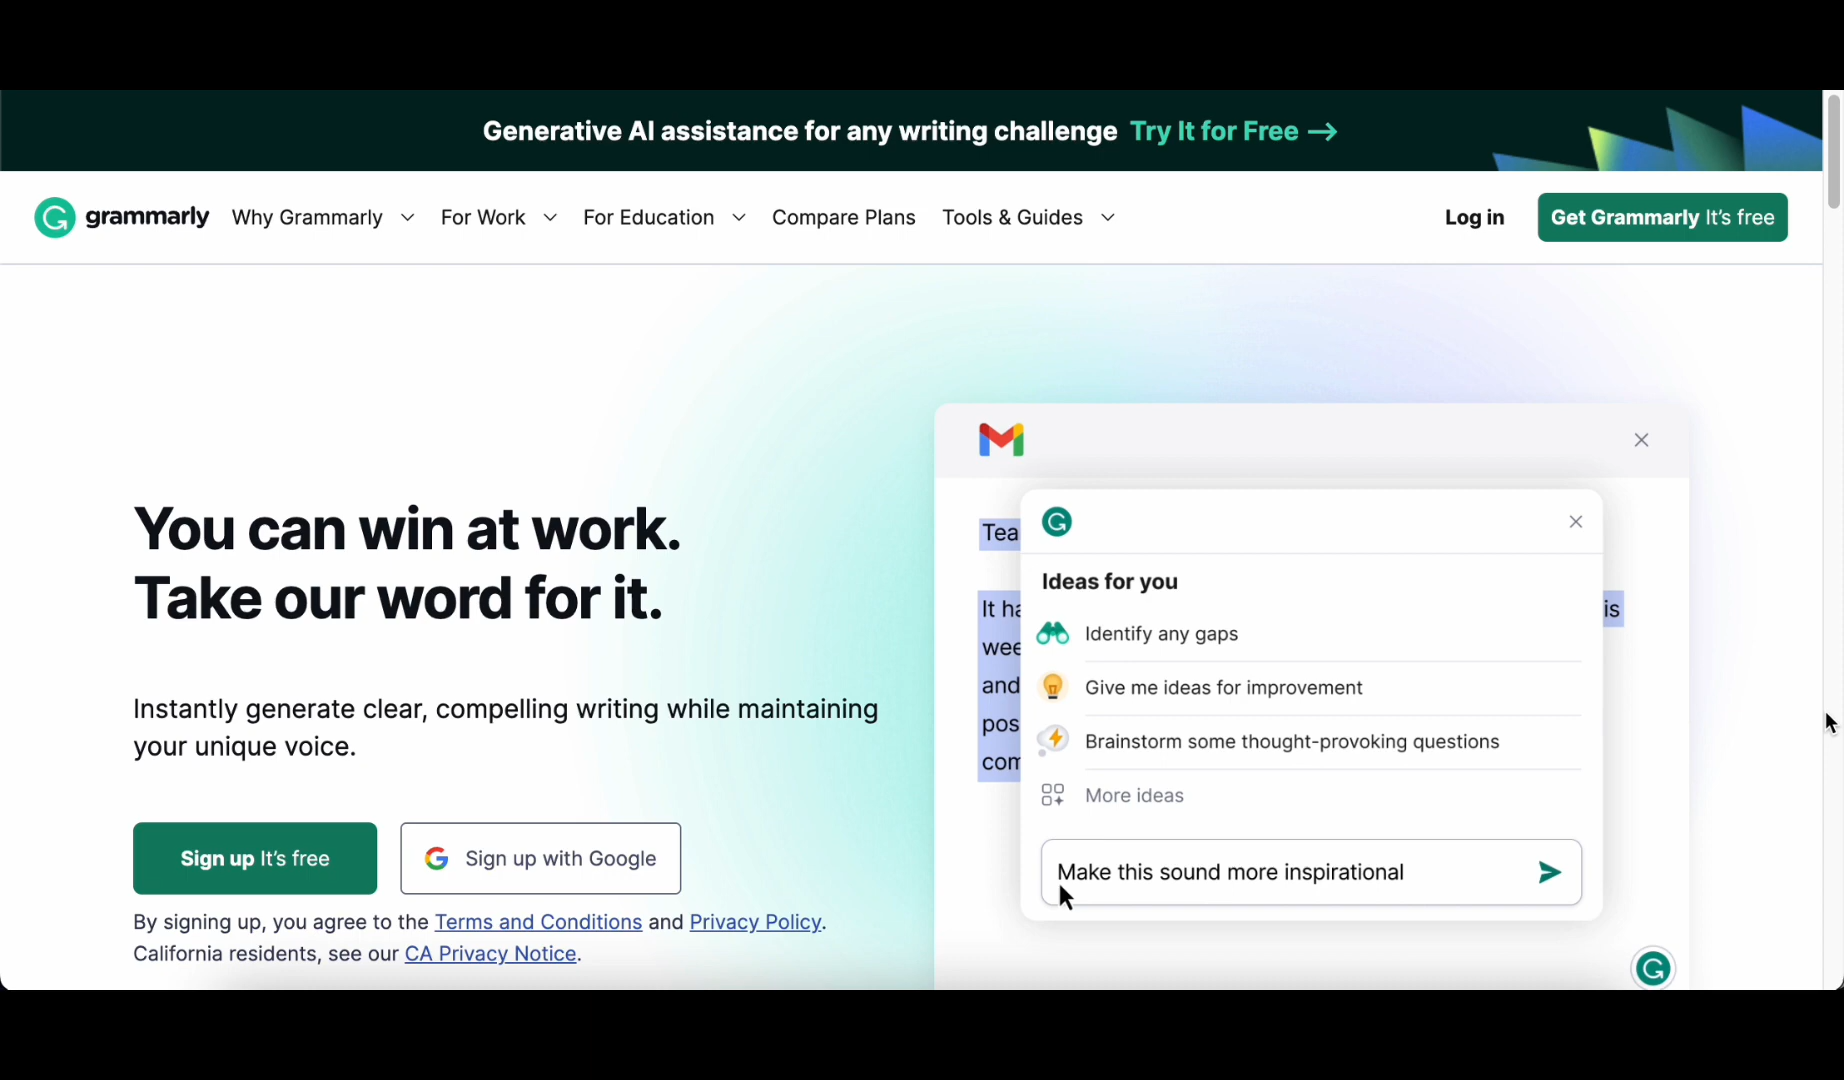 Generative AI assistance for any writing challenge Try It for Free →
grammarly Why Grammarly For Work For Education Compare Plans Tools & Guides Log in Get Grammarly It's free
You can win at work.
Take our word for it.
Instantly generate clear, compelling writing while maintaining
your unique voice.
Sign up It's free Sign up with Google
By signing up, you agree to the Terms and Conditions and Privacy Policy.
California residents, see our CA Privacy Notice.
Tea
It ha
is
wee
and
pos
com
Ideas for you
Identify any gaps
Give me ideas for improvement
Brainstorm some thought-provoking questions
More ideas
Make this sound more inspirational